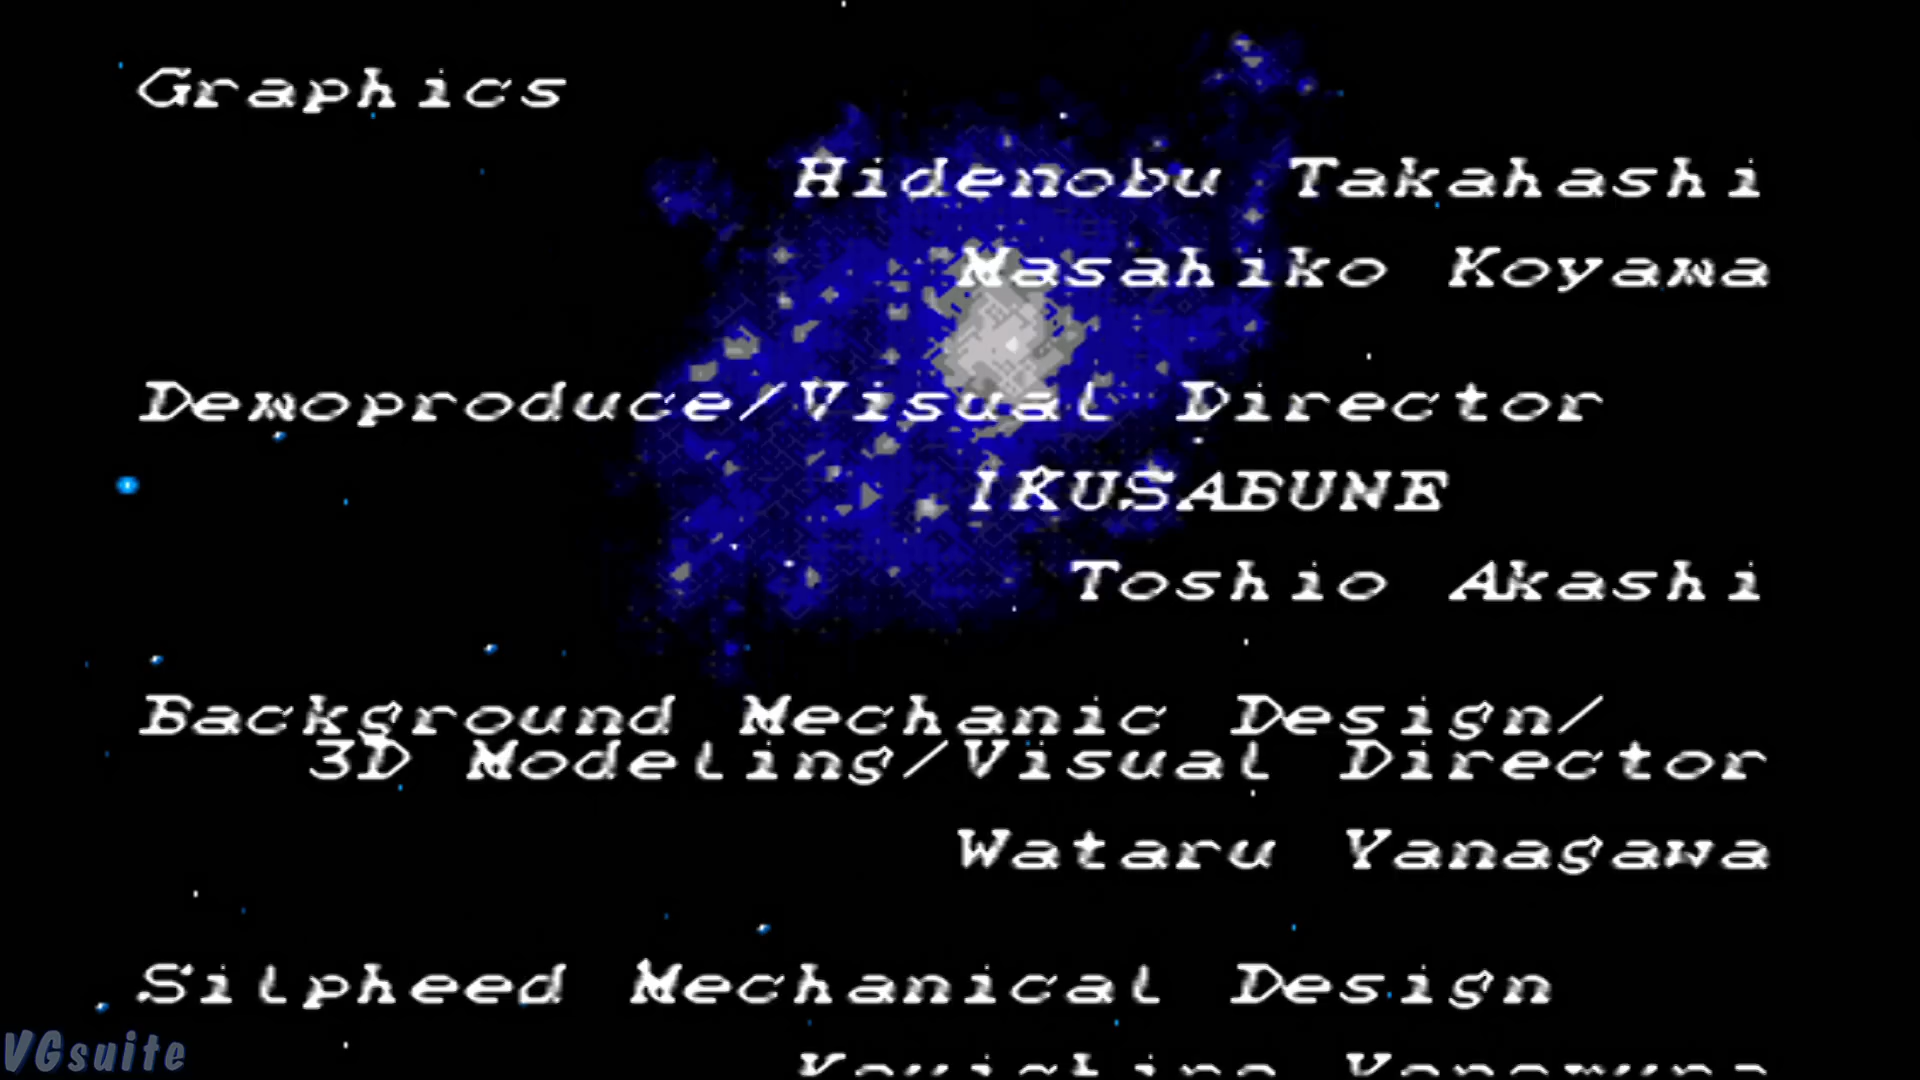 Graphics
Hidenobu Takahashi
Masahiko Koyama
Demoproduce/Visual Director
IKUSABUNE
Toshio Akashi
Background Mechanic Design/
3D Modeling/Visual Director
Wataru Yanagawa
Silpheed Mechanical Design
VGsuite